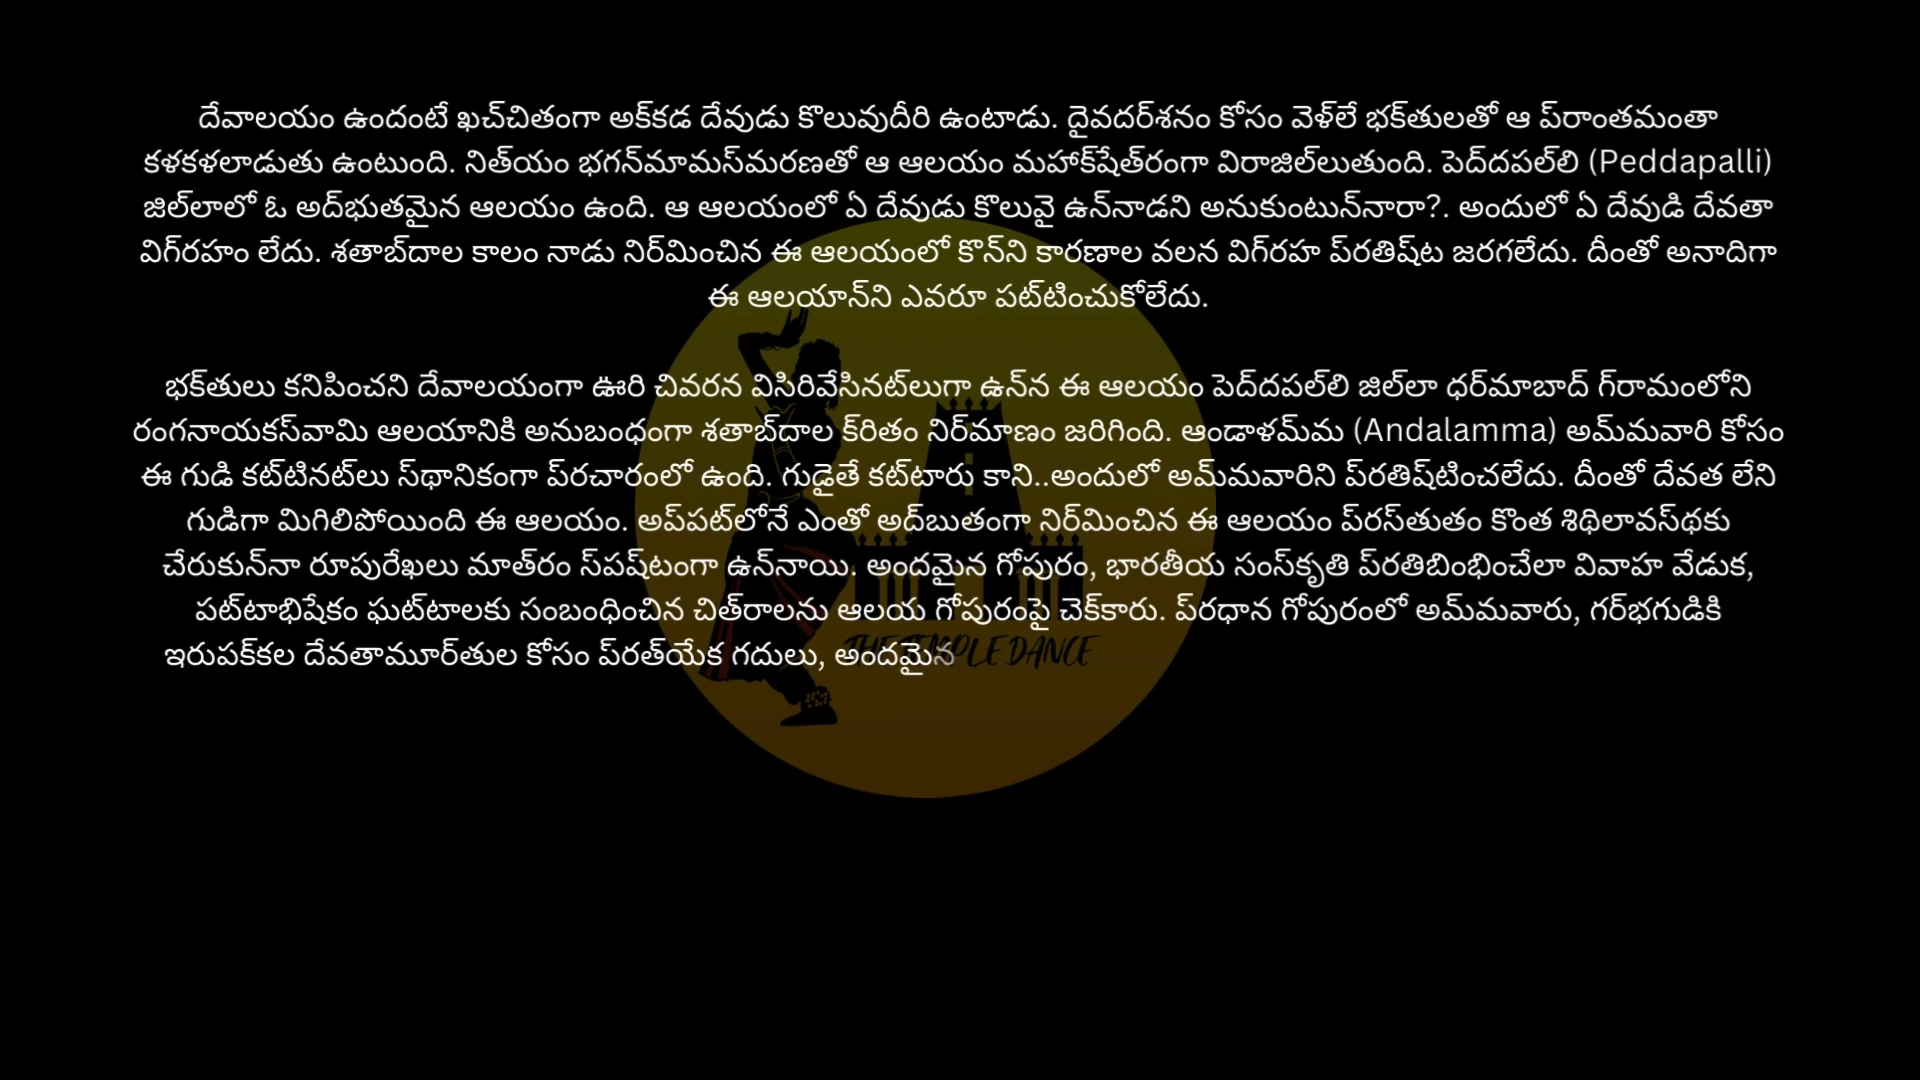 దేవాలయం ఉందంటే ఖచ్చితంగా అక్కడ దేవుడు కొలువుదీరి ఉంటాడు. దైవదర్శనం కోసం వెళ్లే భక్తులతో ఆ ప్రాంతమంతా
కళకళలాడుతు ఉంటుంది. నిత్యం భగన్మామస్మరణతో ఆ ఆలయం మహాక్షేత్రంగా విరాజిల్లుతుంది. పెద్దపల్లి (Peddapalli)
జిల్లాలో ఓ అద్భుతమైన ఆలయం ఉంది. ఆ ఆలయంలో ఏ దేవుడు కొలువై ఉన్నాడని అనుకుంటున్నారా?. అందులో ఏ దేవుడి దేవతా
విగ్రహం లేదు. శతాబ్దాల కాలం నాడు నిర్మించిన ఈ ఆలయంలో కొన్ని కారణాల వలన విగ్రహ ప్రతిష్ట జరగలేదు. దీంతో అనాదిగా
ఈ ఆలయాన్ని ఎవరూ పట్టించుకోలేదు.
భక్తులు కనిపించని దేవాలయంగా ఊరి చివరన విసిరివేసినట్లుగా ఉన్న ఈ ఆలయం పెద్దపల్లి జిల్లా ధర్మాబాద్ గ్రామంలోని
రంగనాయకస్వామి ఆలయానికి అనుబంధంగా శతాబ్దాల క్రితం నిర్మాణం జరిగింది. ఆండాళమ్మ (Andalamma) అమ్మవారి కోసం
ఈ గుడి కట్టినట్లు స్థానికంగా ప్రచారంలో ఉంది. గుడైతే కట్టారు కాని..అందులో అమ్మవారిని ప్రతిష్టించలేదు. దీంతో దేవత లేని
గుడిగా మిగిలిపోయింది ఈ ఆలయం. అప్పట్లోనే ఎంతో అద్బుతంగా నిర్మించిన ఈ ఆలయం ప్రస్తుతం కొంత శిథిలావస్థకు
చేరుకున్నా రూపురేఖలు మాత్రం స్పష్టంగా ఉన్నాయి. అందమైన గోపురం, భారతీయ సంస్కృతి ప్రతిబింభించేలా వివాహ వేడుక,
పట్టాభిషేకం ఘట్టాలకు సంబంధించిన చిత్రాలను ఆలయ గోపురంపై చెక్కారు. ప్రధాన గోపురంలో అమ్మవారు, గర్భగుడికి
ఇరుపక్కల దేవతామూర్తుల కోసం ప్రత్యేక గదులు, అందమైన
THE TEMPLE DANCE